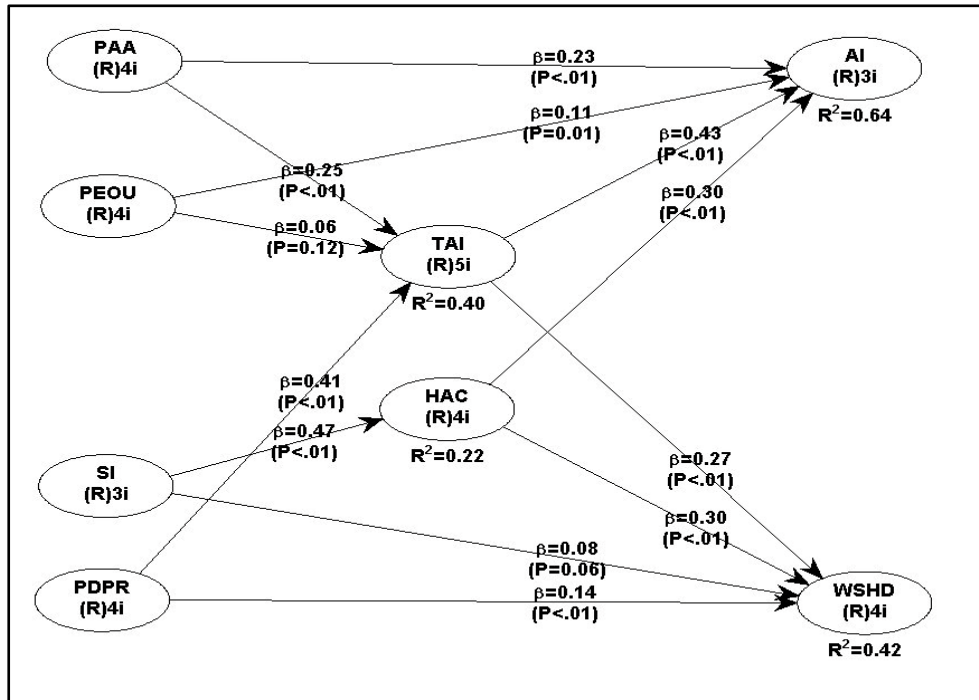 PAA
(R)4i
β=0.23
(P<.01)
AI
(R)3i
R²=0.64
β=0.11
(P=0.01)
β=0.43
(P<.01)
PEOU
(R)4i
β=0.25
(P<.01)
β=0.30
(P<.01)
β=0.06
(P=0.12)
TAI
(R)5i
R²=0.40
β=0.41
(P<.01)
HAC
(R)4i
R²=0.22
β=0.47
(P<.01)
SI
(R)3i
β=0.27
(P<.01)
β=0.30
(P<.01)
β=0.08
(P=0.06)
PDPR
(R)4i
β=0.14
(P<.01)
WSHD
(R)4i
R²=0.42